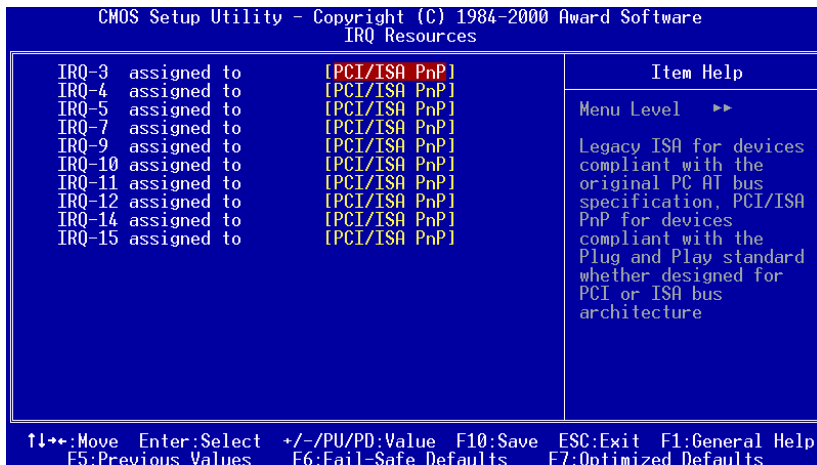 CMOS Setup Utility - Copyright (C) 1984-2000 Award Software
IRQ Resources
IRQ-3 assigned to [PCI/ISA PnP]
IRQ-4 assigned to [PCI/ISA PnP]
IRQ-5 assigned to [PCI/ISA PnP]
IRQ-7 assigned to [PCI/ISA PnP]
IRQ-9 assigned to [PCI/ISA PnP]
IRQ-10 assigned to [PCI/ISA PnP]
IRQ-11 assigned to [PCI/ISA PnP]
IRQ-12 assigned to [PCI/ISA PnP]
IRQ-14 assigned to [PCI/ISA PnP]
IRQ-15 assigned to [PCI/ISA PnP]
Item Help
Menu Level ►►
Legacy ISA for devices
compliant with the
original PC AT bus
specification, PCI/ISA
PnP for devices
compliant with the
Plug and Play standard
whether designed for
PCI or ISA bus
architecture
↑↓→←:Move Enter:Select +/-/PU/PD:Value F10:Save ESC:Exit F1:General Help
F5:Previous Values F6:Fail-Safe Defaults F7:Optimized Defaults